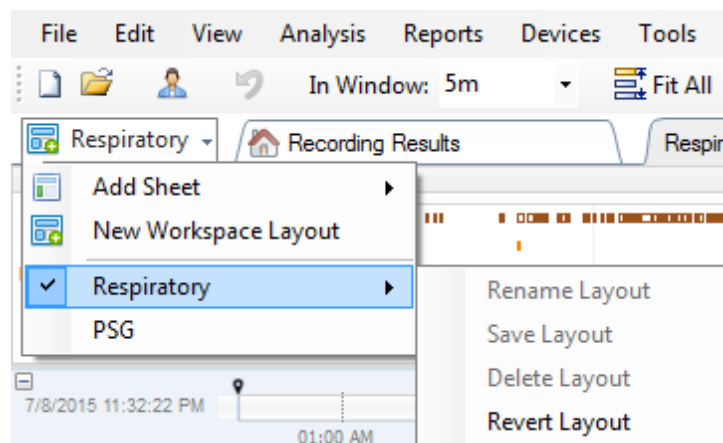 File Edit View Analysis Reports Devices Tools
In Window: 5m Fit All
Respiratory Recording Results Respir
Add Sheet
New Workspace Layout
Respiratory
Rename Layout
PSG
Save Layout
Delete Layout
7/8/2015 11:32:22 PM
Revert Layout
01:00 AM